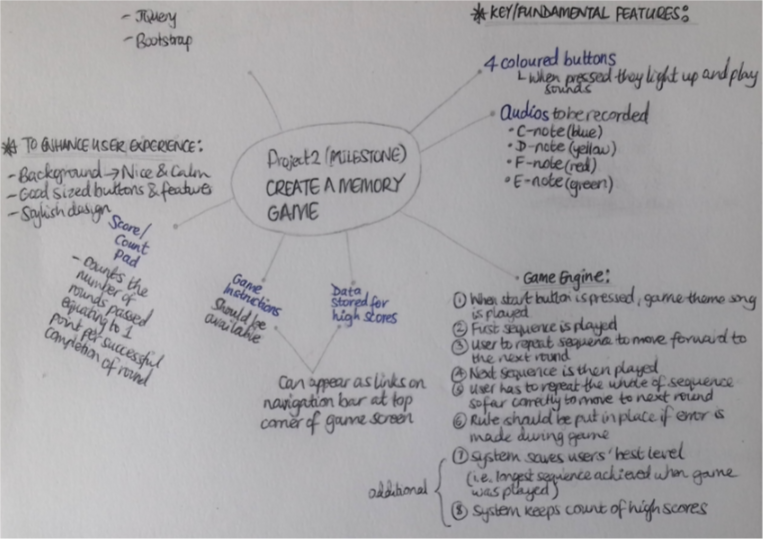 - JQuery
- Bootstrap
* KEY/FUNDAMENTAL FEATURES:
4 coloured buttons
L when pressed they light up and play
sounds
Audios to be recorded
• C-note (blue)
• D-note (yellow)
• F-note (red)
• E-note (green)
* TO ENHANCE USER EXPERIENCE:
- Background → Nice & Calm
- Good sized buttons & features
- Stylish design
Project 2 (MILESTONE)
CREATE A MEMORY
GAME
Score/
Count
pad
- counts the
number of
rounds passed
equating to 1
point per successful
completion of round
Game
instructions
should be
available
Data
stored for
high scores
Can appear as links on
navigation bar at top
corner of game screen
• Game Engine:
① When start button is pressed, game theme song
is played
② First sequence is played
③ user to repeat sequence to move forward to
the next round
④ Next sequence is then played
⑤ user has to repeat the whole of sequence
so far correctly to move to next round
⑥ Rule should be put in place if error is
made during game
additional
⑦ System saves users' best level
(i.e. longest sequence achieved when game
was played)
⑧ System keeps count of high scores